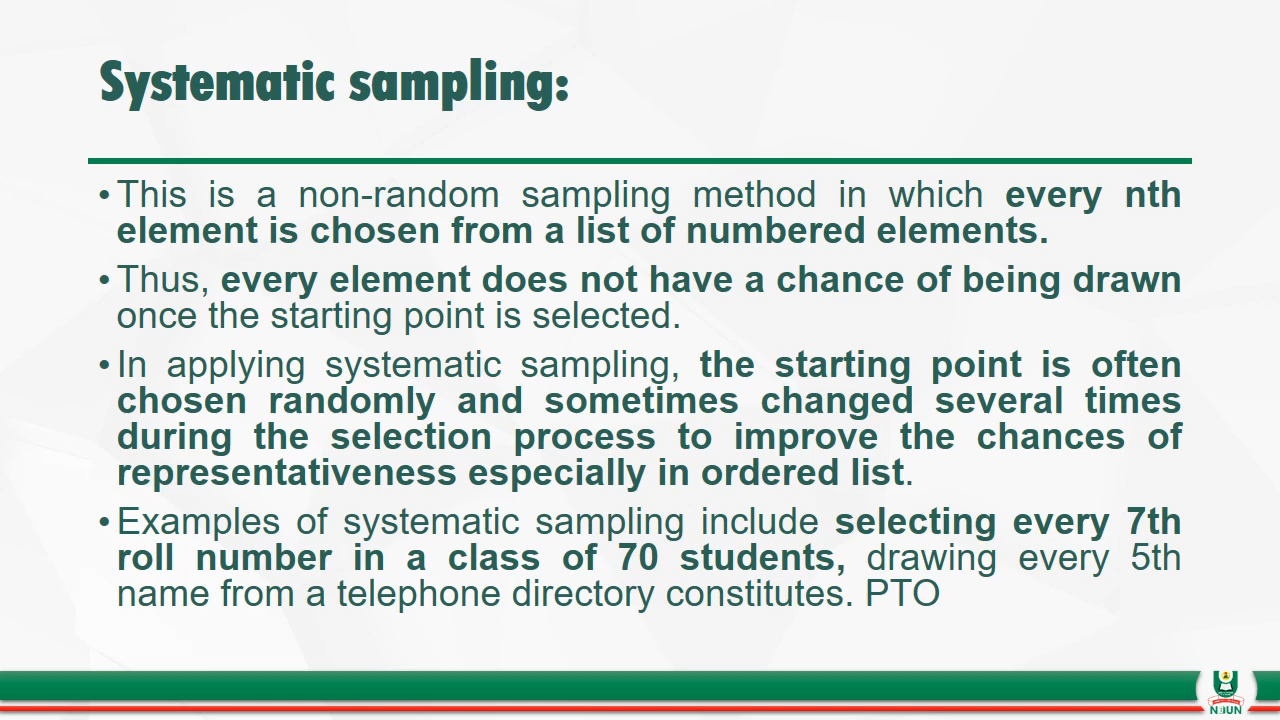 Systematic sampling:
• This is a non-random sampling method in which every nth
element is chosen from a list of numbered elements.
• Thus, every element does not have a chance of being drawn
once the starting point is selected.
• In applying systematic sampling, the starting point is often
chosen randomly and sometimes changed several times
during the selection process to improve the chances of
representativeness especially in ordered list.
• Examples of systematic sampling include selecting every 7th
roll number in a class of 70 students, drawing every 5th
name from a telephone directory constitutes. PTO